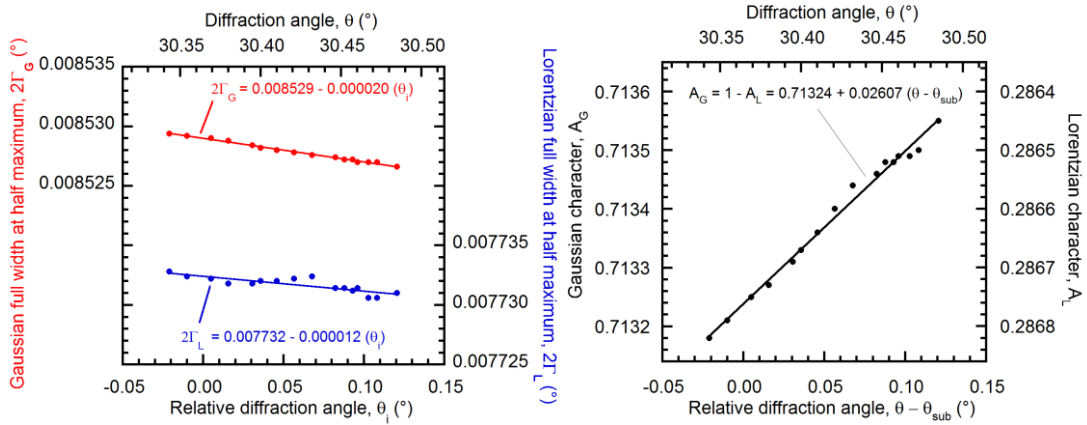 Diffraction angle, θ (°)
30.35 30.40 30.45 30.50
Gaussian full width at half maximum, 2Γ_G (°)
0.008535
0.008530
0.008525
2Γ_G = 0.008529 - 0.000020 (θ_i)
2Γ_L = 0.007732 - 0.000012 (θ_i)
0.007735
0.007730
0.007725
Lorentzian full width at half maximum, 2Γ_L (°)
-0.05 0.00 0.05 0.10 0.15
Relative diffraction angle, θ_i (°)
Diffraction angle, θ (°)
30.35 30.40 30.45 30.50
Gaussian character, A_G
0.7136
0.7135
0.7134
0.7133
0.7132
A_G = 1 - A_L = 0.71324 + 0.02607 (θ - θ_sub)
0.2864
0.2865
0.2866
0.2867
0.2868
Lorentzian character, A_L
-0.05 0.00 0.05 0.10 0.15
Relative diffraction angle, θ – θ_sub (°)